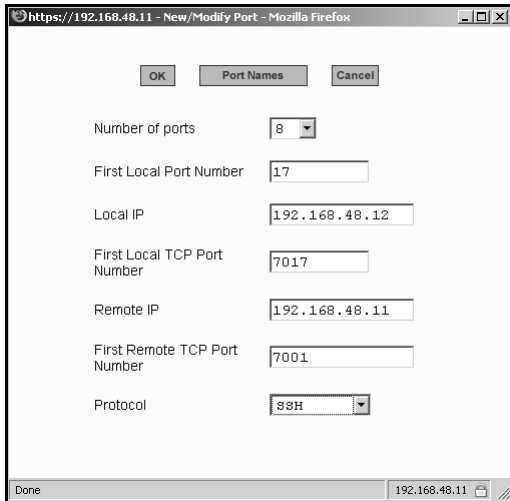 https://192.168.48.11 - New/Modify Port - Mozilla Firefox
OK Port Names Cancel
Number of ports 8
First Local Port Number 17
Local IP 192.168.48.12
First Local TCP Port
Number 7017
Remote IP 192.168.48.11
First Remote TCP Port
Number 7001
Protocol SSH
Done 192.168.48.11